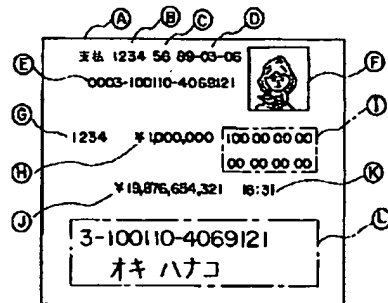 Ⓐ Ⓑ Ⓒ Ⓓ
支払 1234 56 89-03-06
Ⓔ 0003-100110-4068121 Ⓕ
Ⓖ Ⓘ
1234 ¥1,000,000 100 00 00 00
Ⓗ 00 00 00 00
¥19,876,654,321 16:31 Ⓚ
Ⓙ
3-100110-4069121 Ⓛ
オキ ハナコ